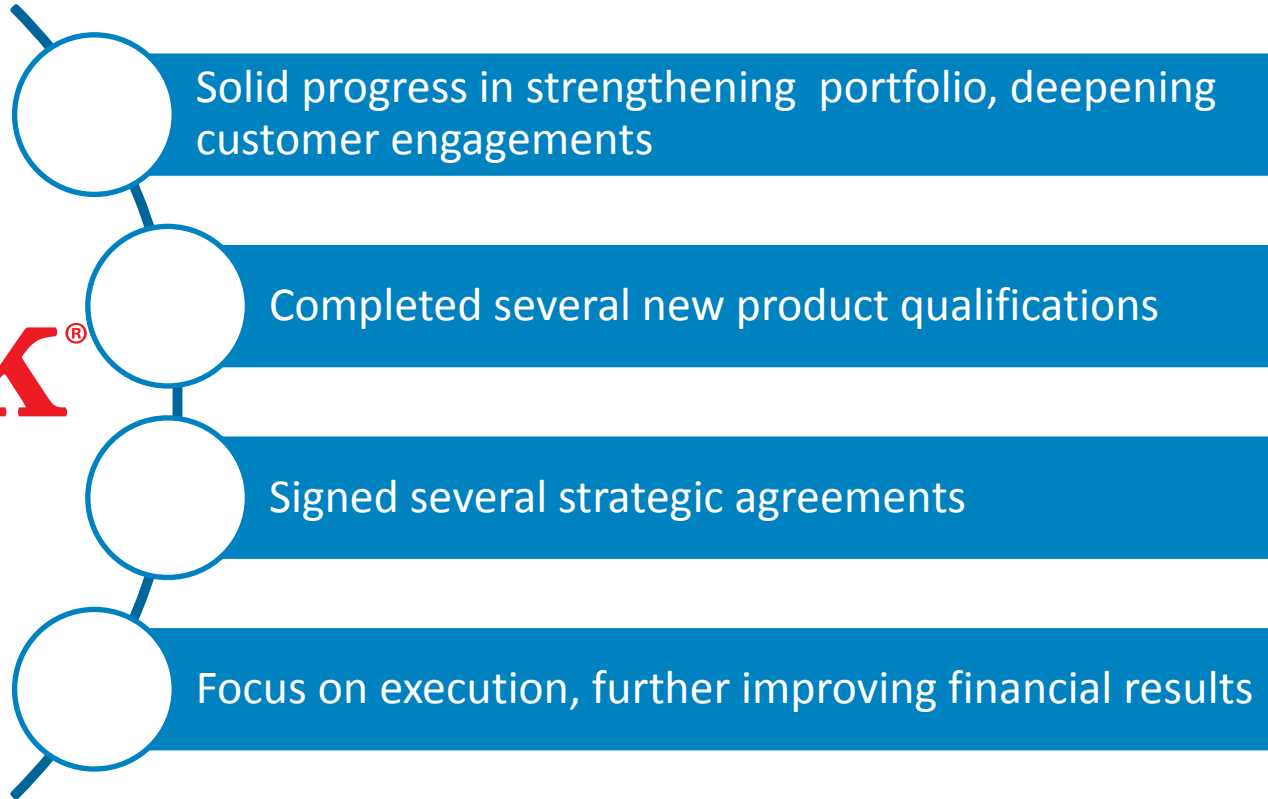 Solid progress in strengthening  portfolio, deepening
customer engagements
Completed several new product qualifications
K®
Signed several strategic agreements
Focus on execution, further improving financial results